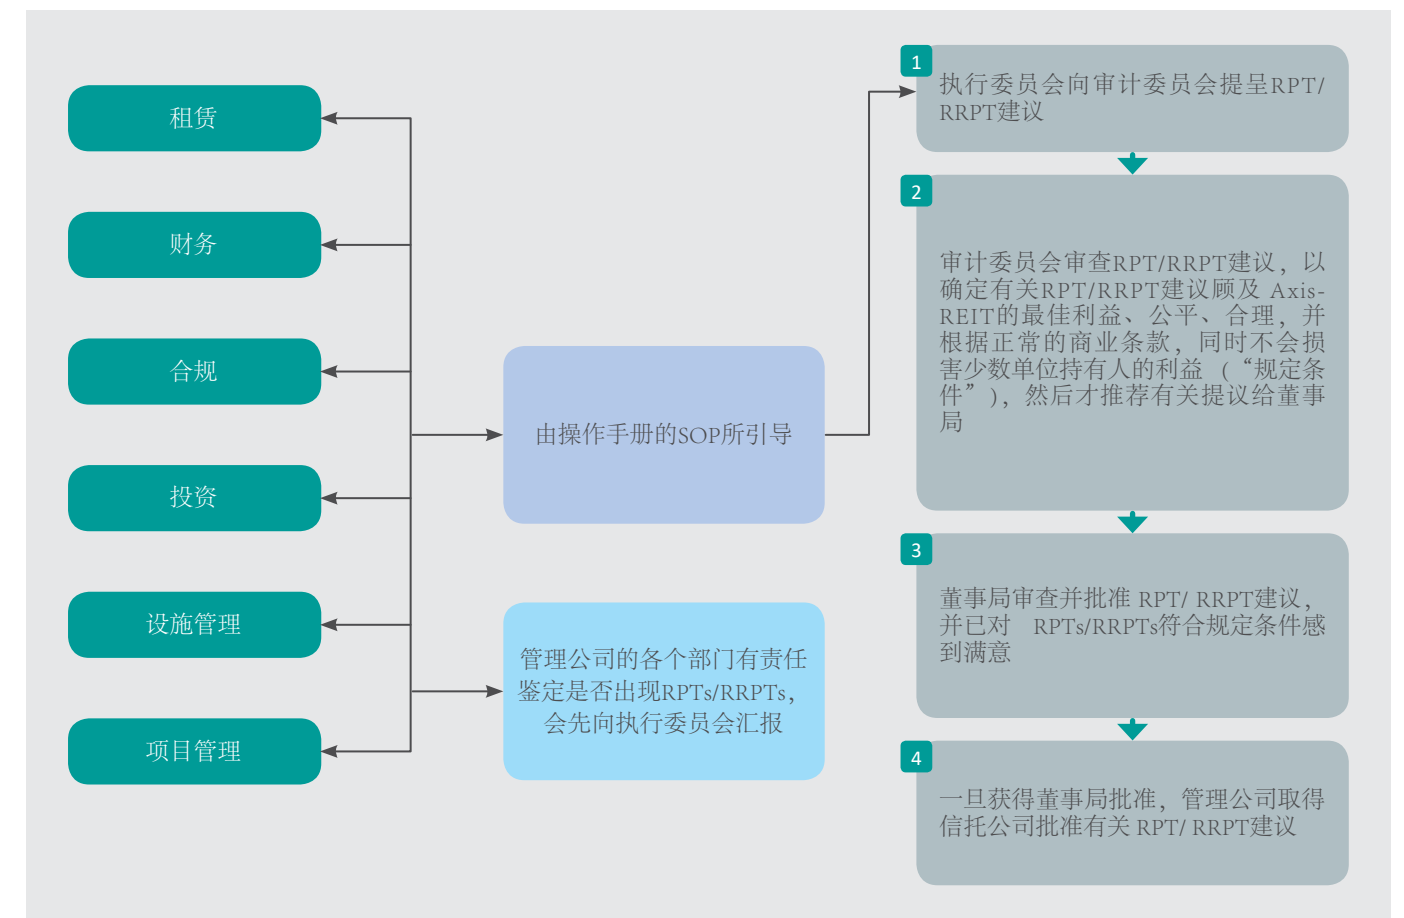 租赁
财务
合规
投资
设施管理
项目管理
由操作手册的SOP所引导
管理公司的各个部门有责任
鉴定是否出现RPTs/RRPTs，
会先向执行委员会汇报
1
执行委员会向审计委员会提呈RPT/
RRPT建议
2
审计委员会审查RPT/RRPT建议，以
确定有关RPT/RRPT建议顾及 Axis-
REIT的最佳利益、公平、合理，并
根据正常的商业条款，同时不会损
害少数单位持有人的利益（“规定条
件”），然后才推荐有关提议给董事
局
3
董事局审查并批准 RPT/ RRPT建议，
并已对 RPTs/RRPTs符合规定条件感
到满意
4
一旦获得董事局批准，管理公司取得
信托公司批准有关 RPT/ RRPT建议